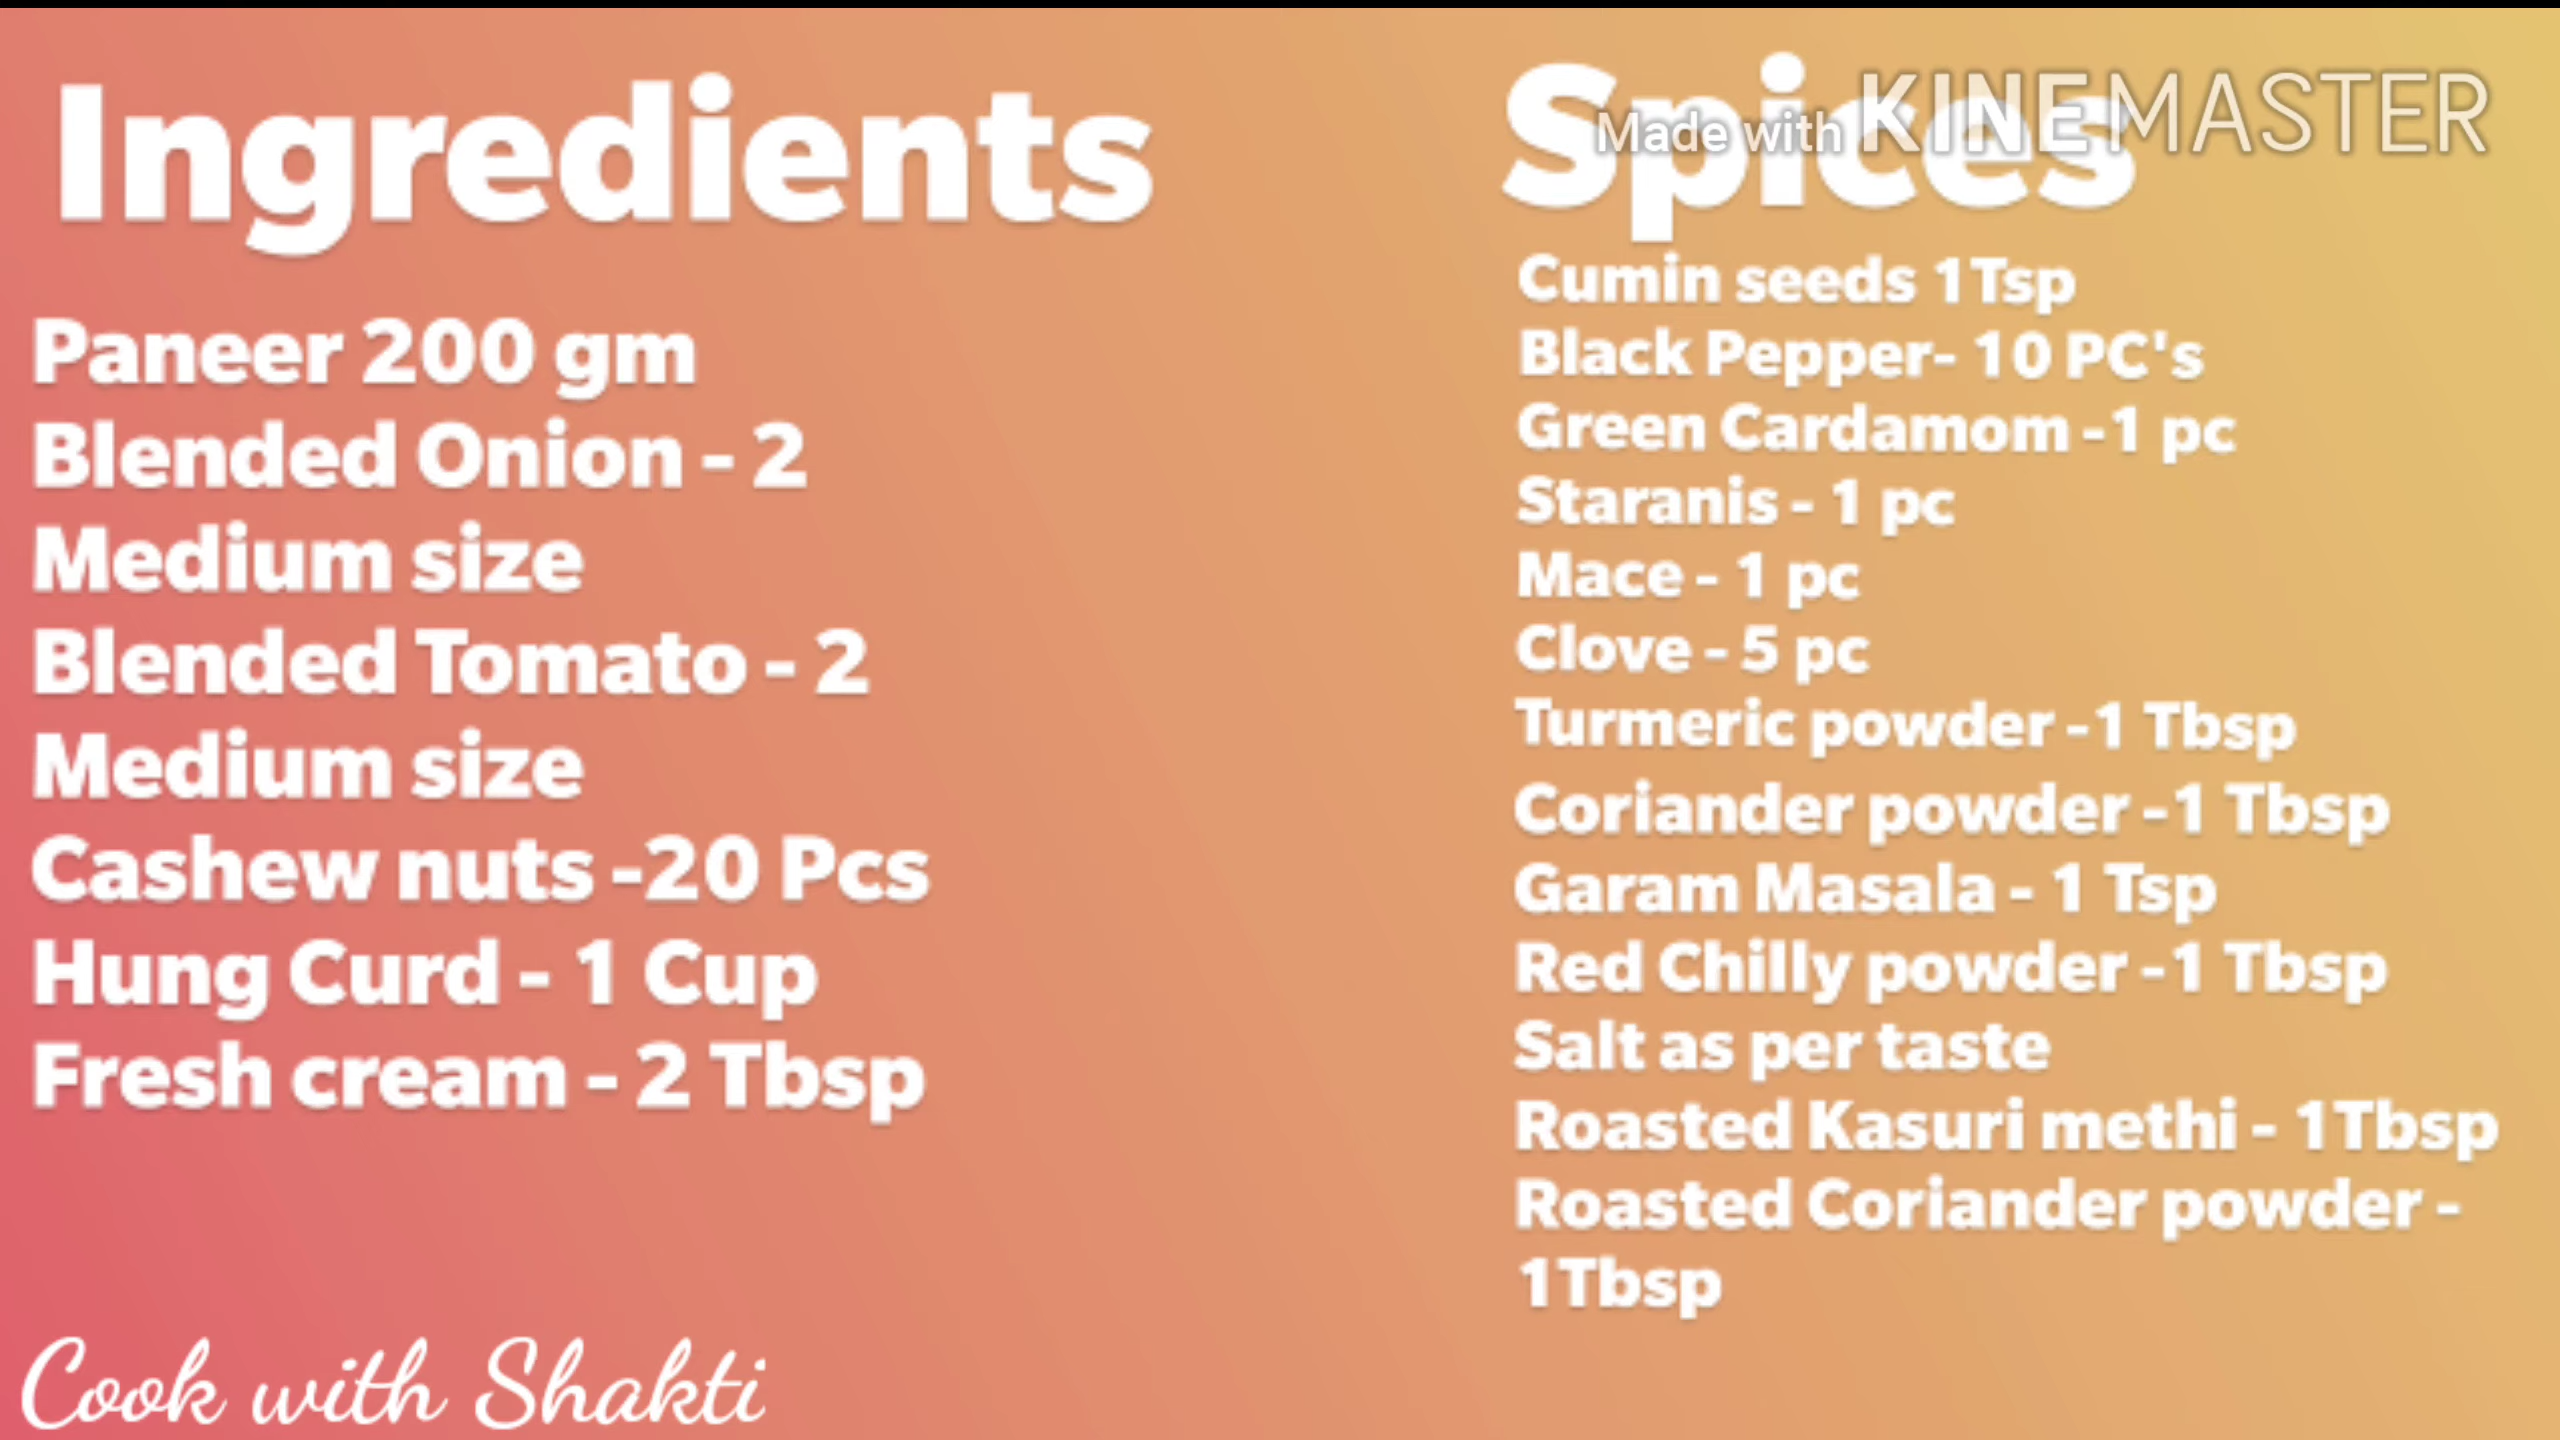 Ingredients
Paneer 200 gm
Blended Onion - 2
Medium size
Blended Tomato - 2
Medium size
Cashew nuts -20 Pcs
Hung Curd - 1 Cup
Fresh cream - 2 Tbsp
Cook with Shakti
Spices
Made with KINEMASTER
Cumin seeds 1Tsp
Black Pepper- 10 PC's
Green Cardamom -1 pc
Staranis - 1 pc
Mace - 1 pc
Clove - 5 pc
Turmeric powder -1 Tbsp
Coriander powder -1 Tbsp
Garam Masala - 1 Tsp
Red Chilly powder -1 Tbsp
Salt as per taste
Roasted Kasuri methi - 1Tbsp
Roasted Coriander powder -
1Tbsp